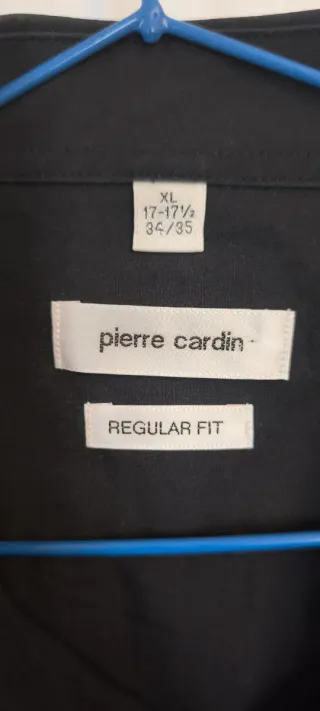 XL
17-17½
34/35
pierre cardin
REGULAR FIT